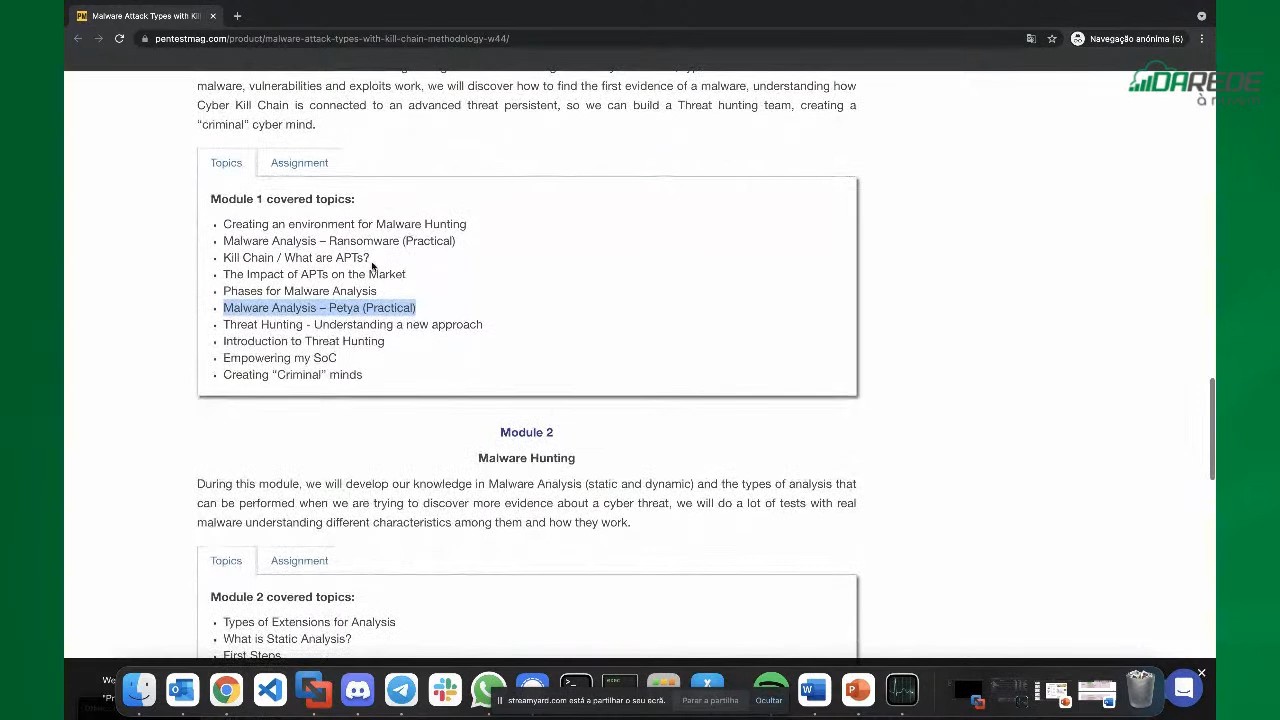 Malware Attack Types with Kil
pentestmag.com/product/malware-attack-types-with-kill-chain-methodology-w44/
Navegação anónima (6)
DAREDE
malware, vulnerabilities and exploits work, we will discover how to find the first evidence of a malware, understanding how
Cyber Kill Chain is connected to an advanced threat persistent, so we can build a Threat hunting team, creating a
“criminal” cyber mind.
Topics
Assignment
Module 1 covered topics:
Creating an environment for Malware Hunting
Malware Analysis – Ransomware (Practical)
Kill Chain / What are APTs?
The Impact of APTs on the Market
Phases for Malware Analysis
Malware Analysis – Petya (Practical)
Threat Hunting - Understanding a new approach
Introduction to Threat Hunting
Empowering my SoC
Creating “Criminal” minds
Module 2
Malware Hunting
During this module, we will develop our knowledge in Malware Analysis (static and dynamic) and the types of analysis that
can be performed when we are trying to discover more evidence about a cyber threat, we will do a lot of tests with real
malware understanding different characteristics among them and how they work.
Topics
Assignment
Module 2 covered topics:
Types of Extensions for Analysis
What is Static Analysis?
First Steps
We
"Pr
streamyard.com está a partilhar o seu ecrã.
Parar a partilha
Ocultar